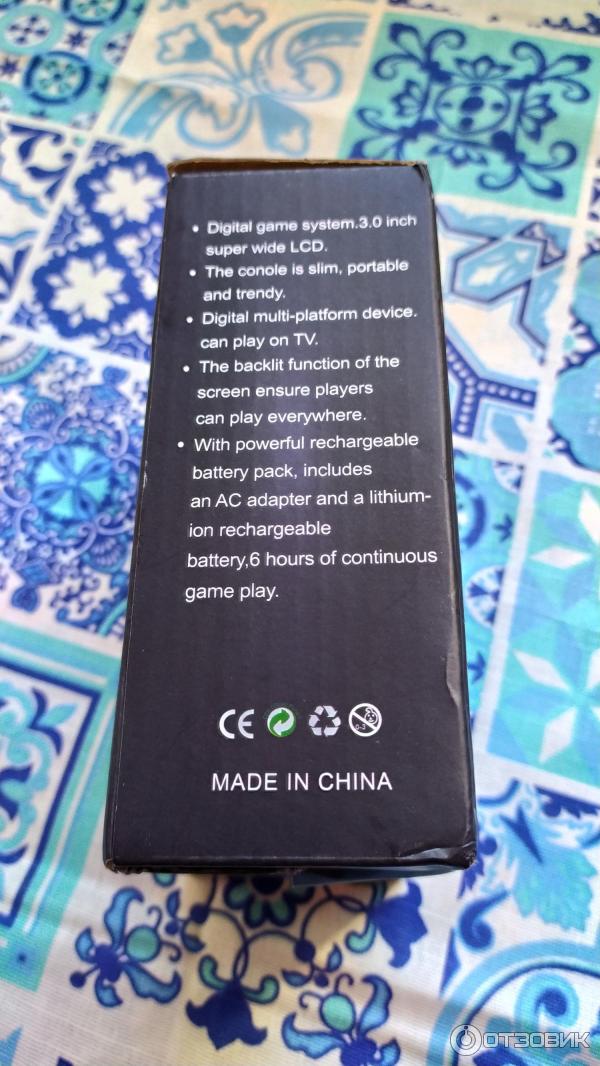 • Digital game system.3.0 inch
super wide LCD.
• The conole is slim, portable
and trendy.
• Digital multi-platform device.
can play on TV.
• The backlit function of the
screen ensure players
can play everywhere.
• With powerful rechargeable
battery pack, includes
an AC adapter and a lithium-
ion rechargeable
battery,6 hours of continuous
game play.
CE 0-3
MADE IN CHINA
ОТЗОВИК